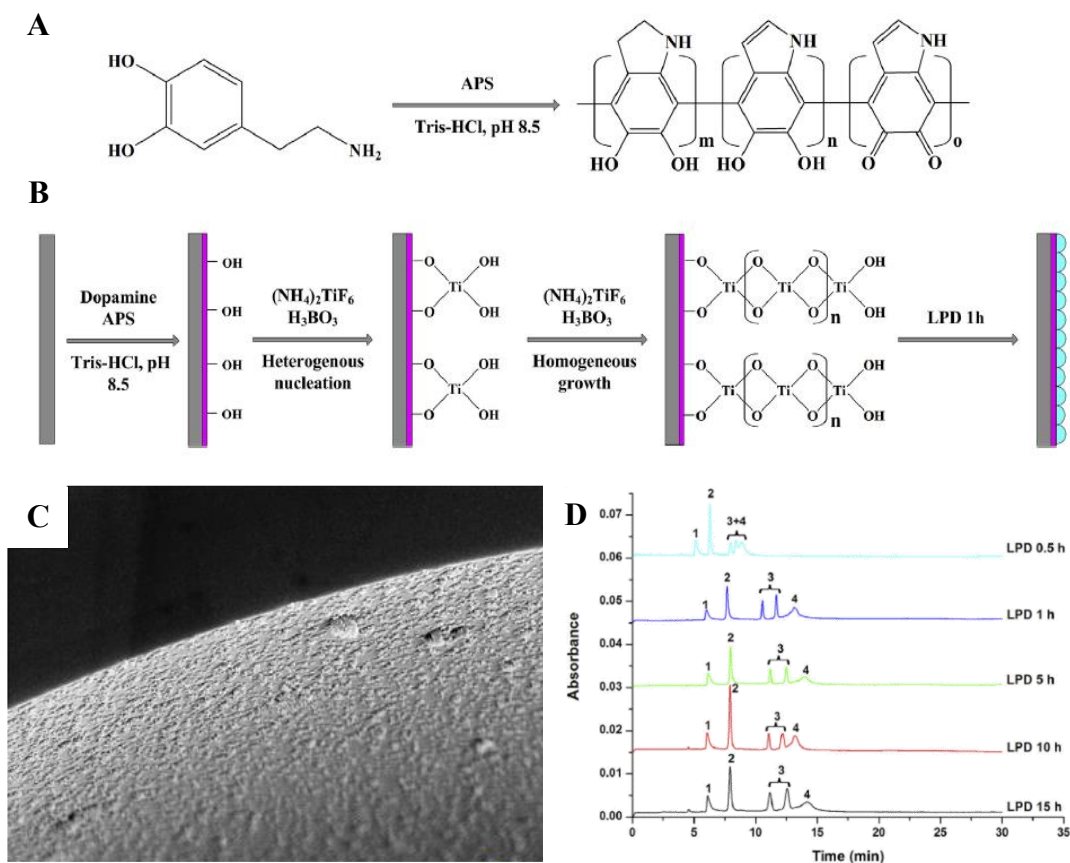 A
HO
HO
NH2
APS
Tris-HCl, pH 8.5
NH
NH
NH
m
n
o
HO
OH
HO
OH
O
O
B
OH
OH
OH
OH
Dopamine
APS
Tris-HCl, pH
8.5
(NH4)2TiF6
H3BO3
Heterogenous
nucleation
O
O
Ti
OH
OH
O
O
Ti
OH
OH
(NH4)2TiF6
H3BO3
Homogeneous
growth
O
O
O
O
Ti
Ti
Ti
O
O
O
O
OH
OH
n
O
O
O
O
Ti
Ti
Ti
O
O
OH
OH
n
LPD 1h
C
D
Absorbance
0.07
0.06
0.04
0.03
0.02
0.01
0.00
1
2
3+4
LPD 0.5 h
1
2
3
4
LPD 1 h
1
2
3
4
LPD 5 h
1
2
3
4
LPD 10 h
1
2
3
4
LPD 15 h
0
5
10
15
20
25
30
35
Time (min)